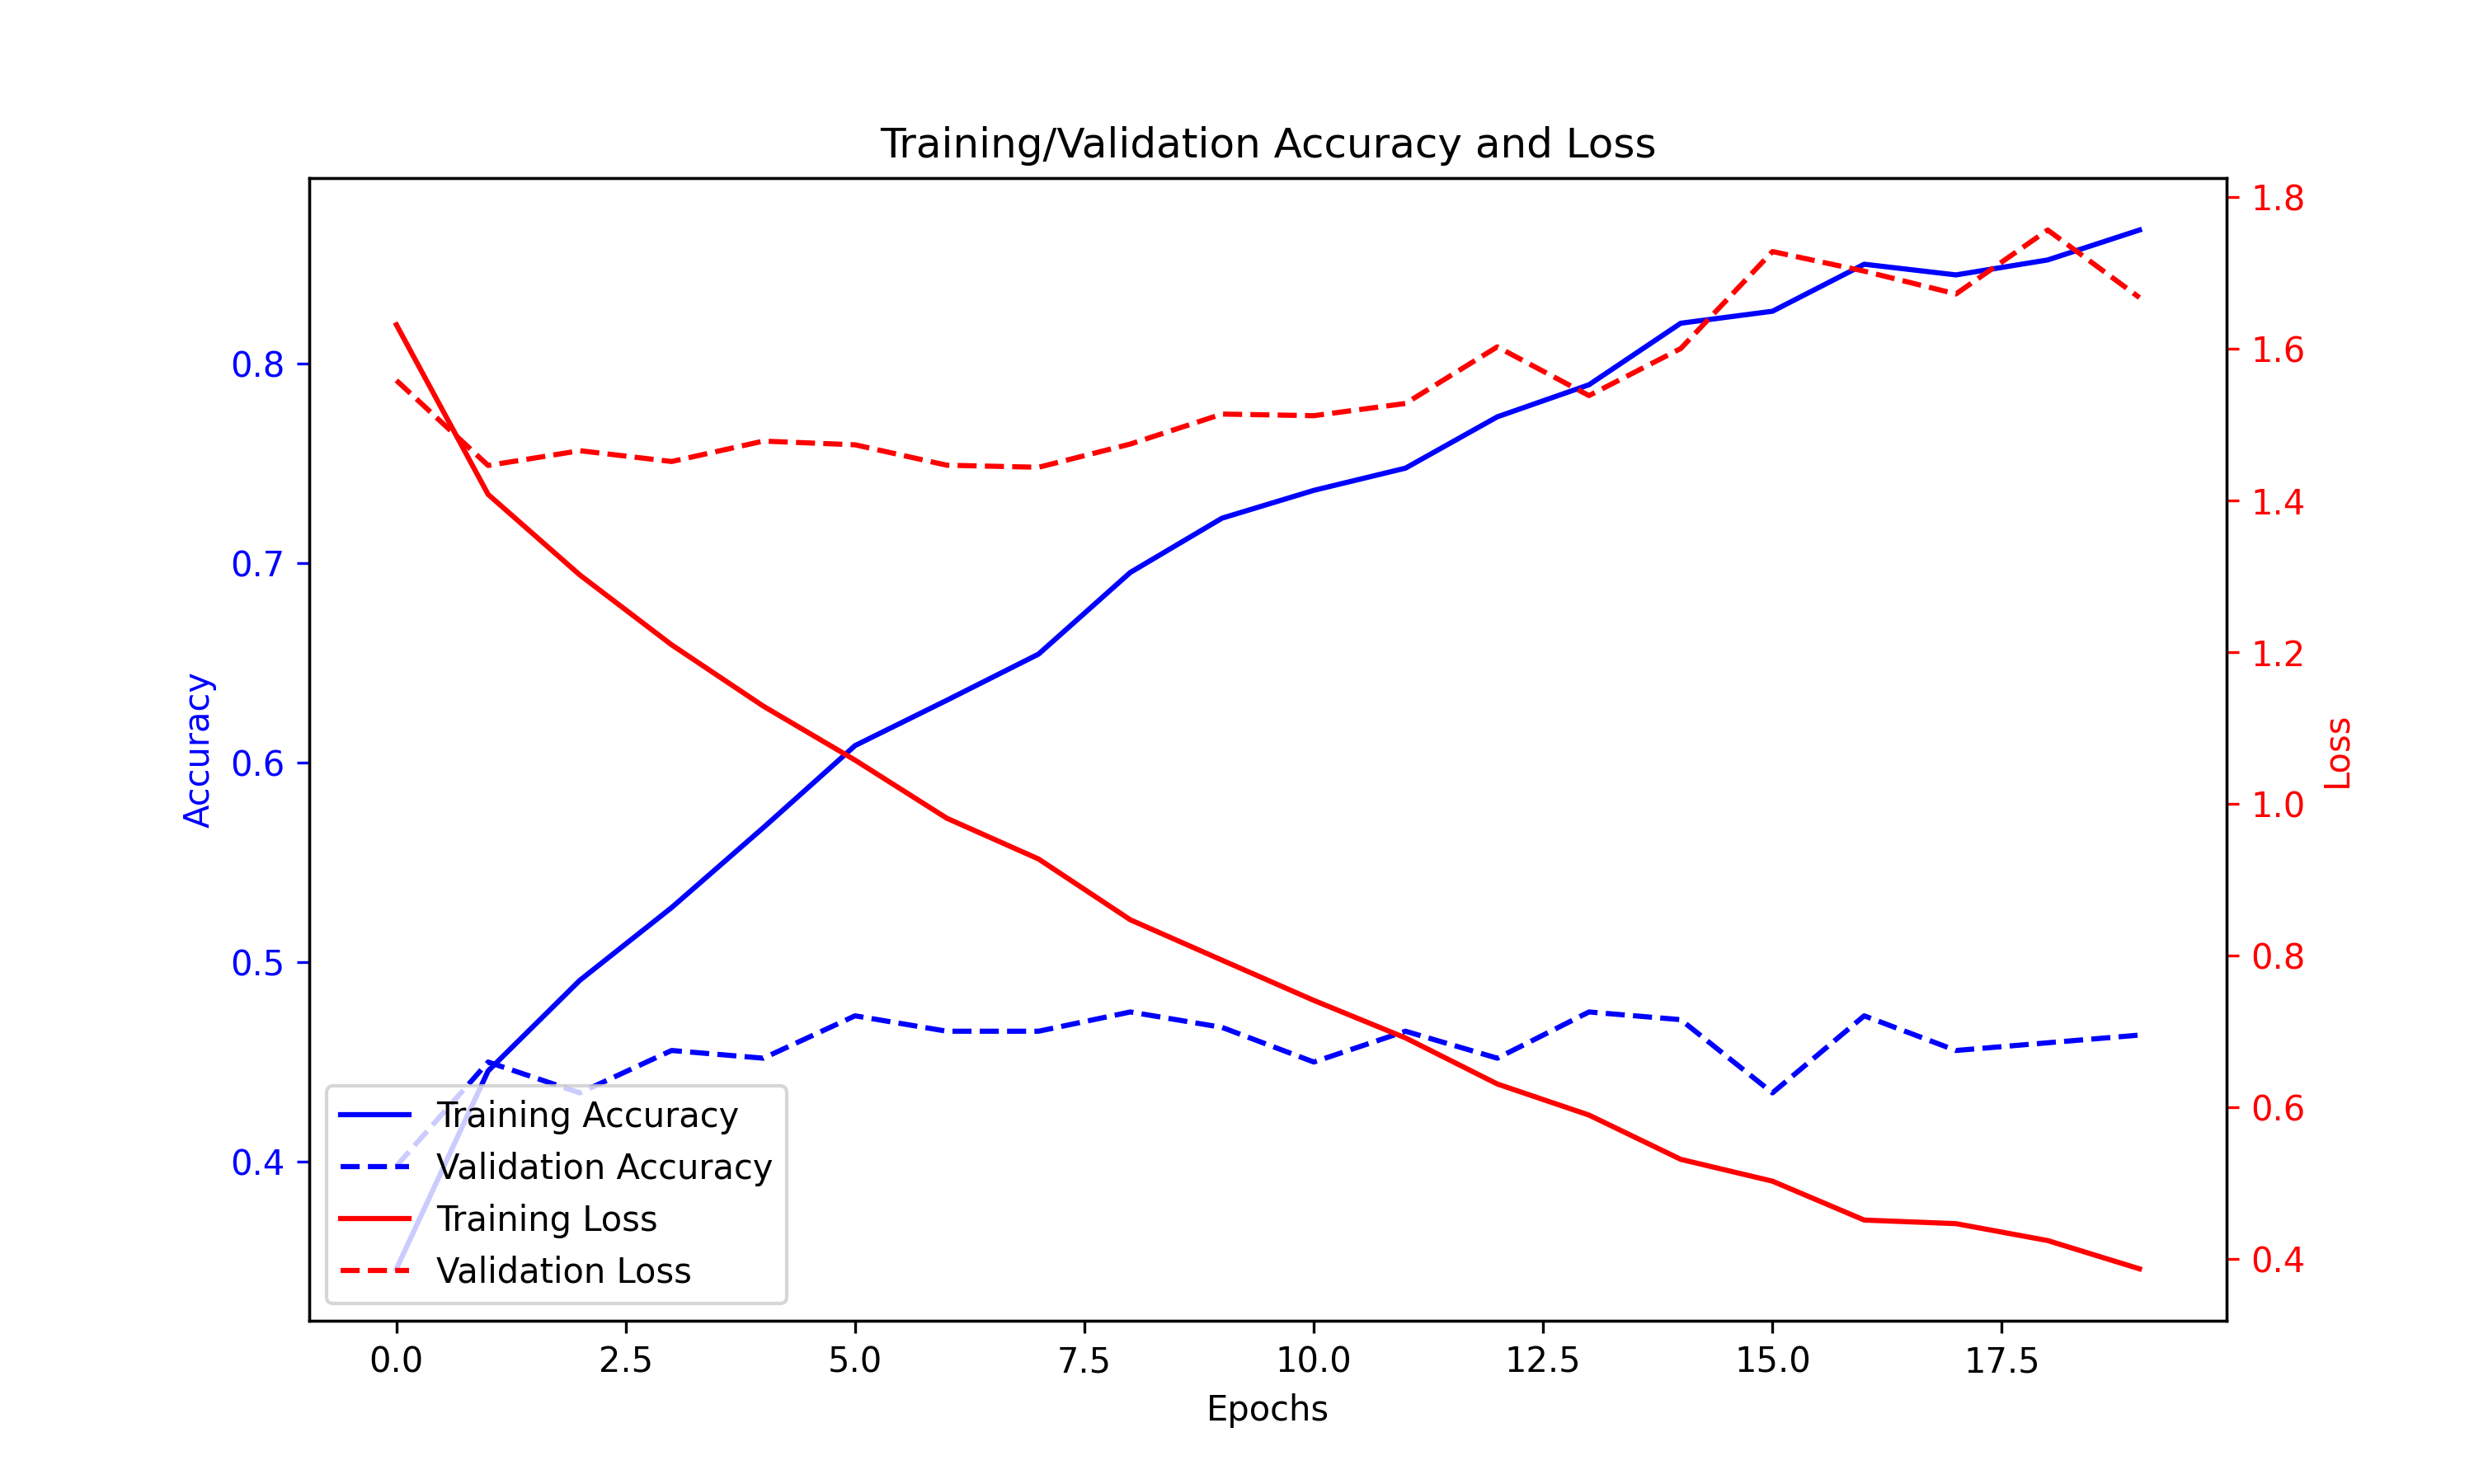 Training/Validation Accuracy and Loss
Accuracy
0.8
0.7
0.6
0.5
0.4
1.8
1.6
1.4
1.2
1.0
0.8
0.6
0.4
Loss
Training Accuracy
Validation Accuracy
Training Loss
Validation Loss
0.0 2.5 5.0 7.5 10.0 12.5 15.0 17.5
Epochs